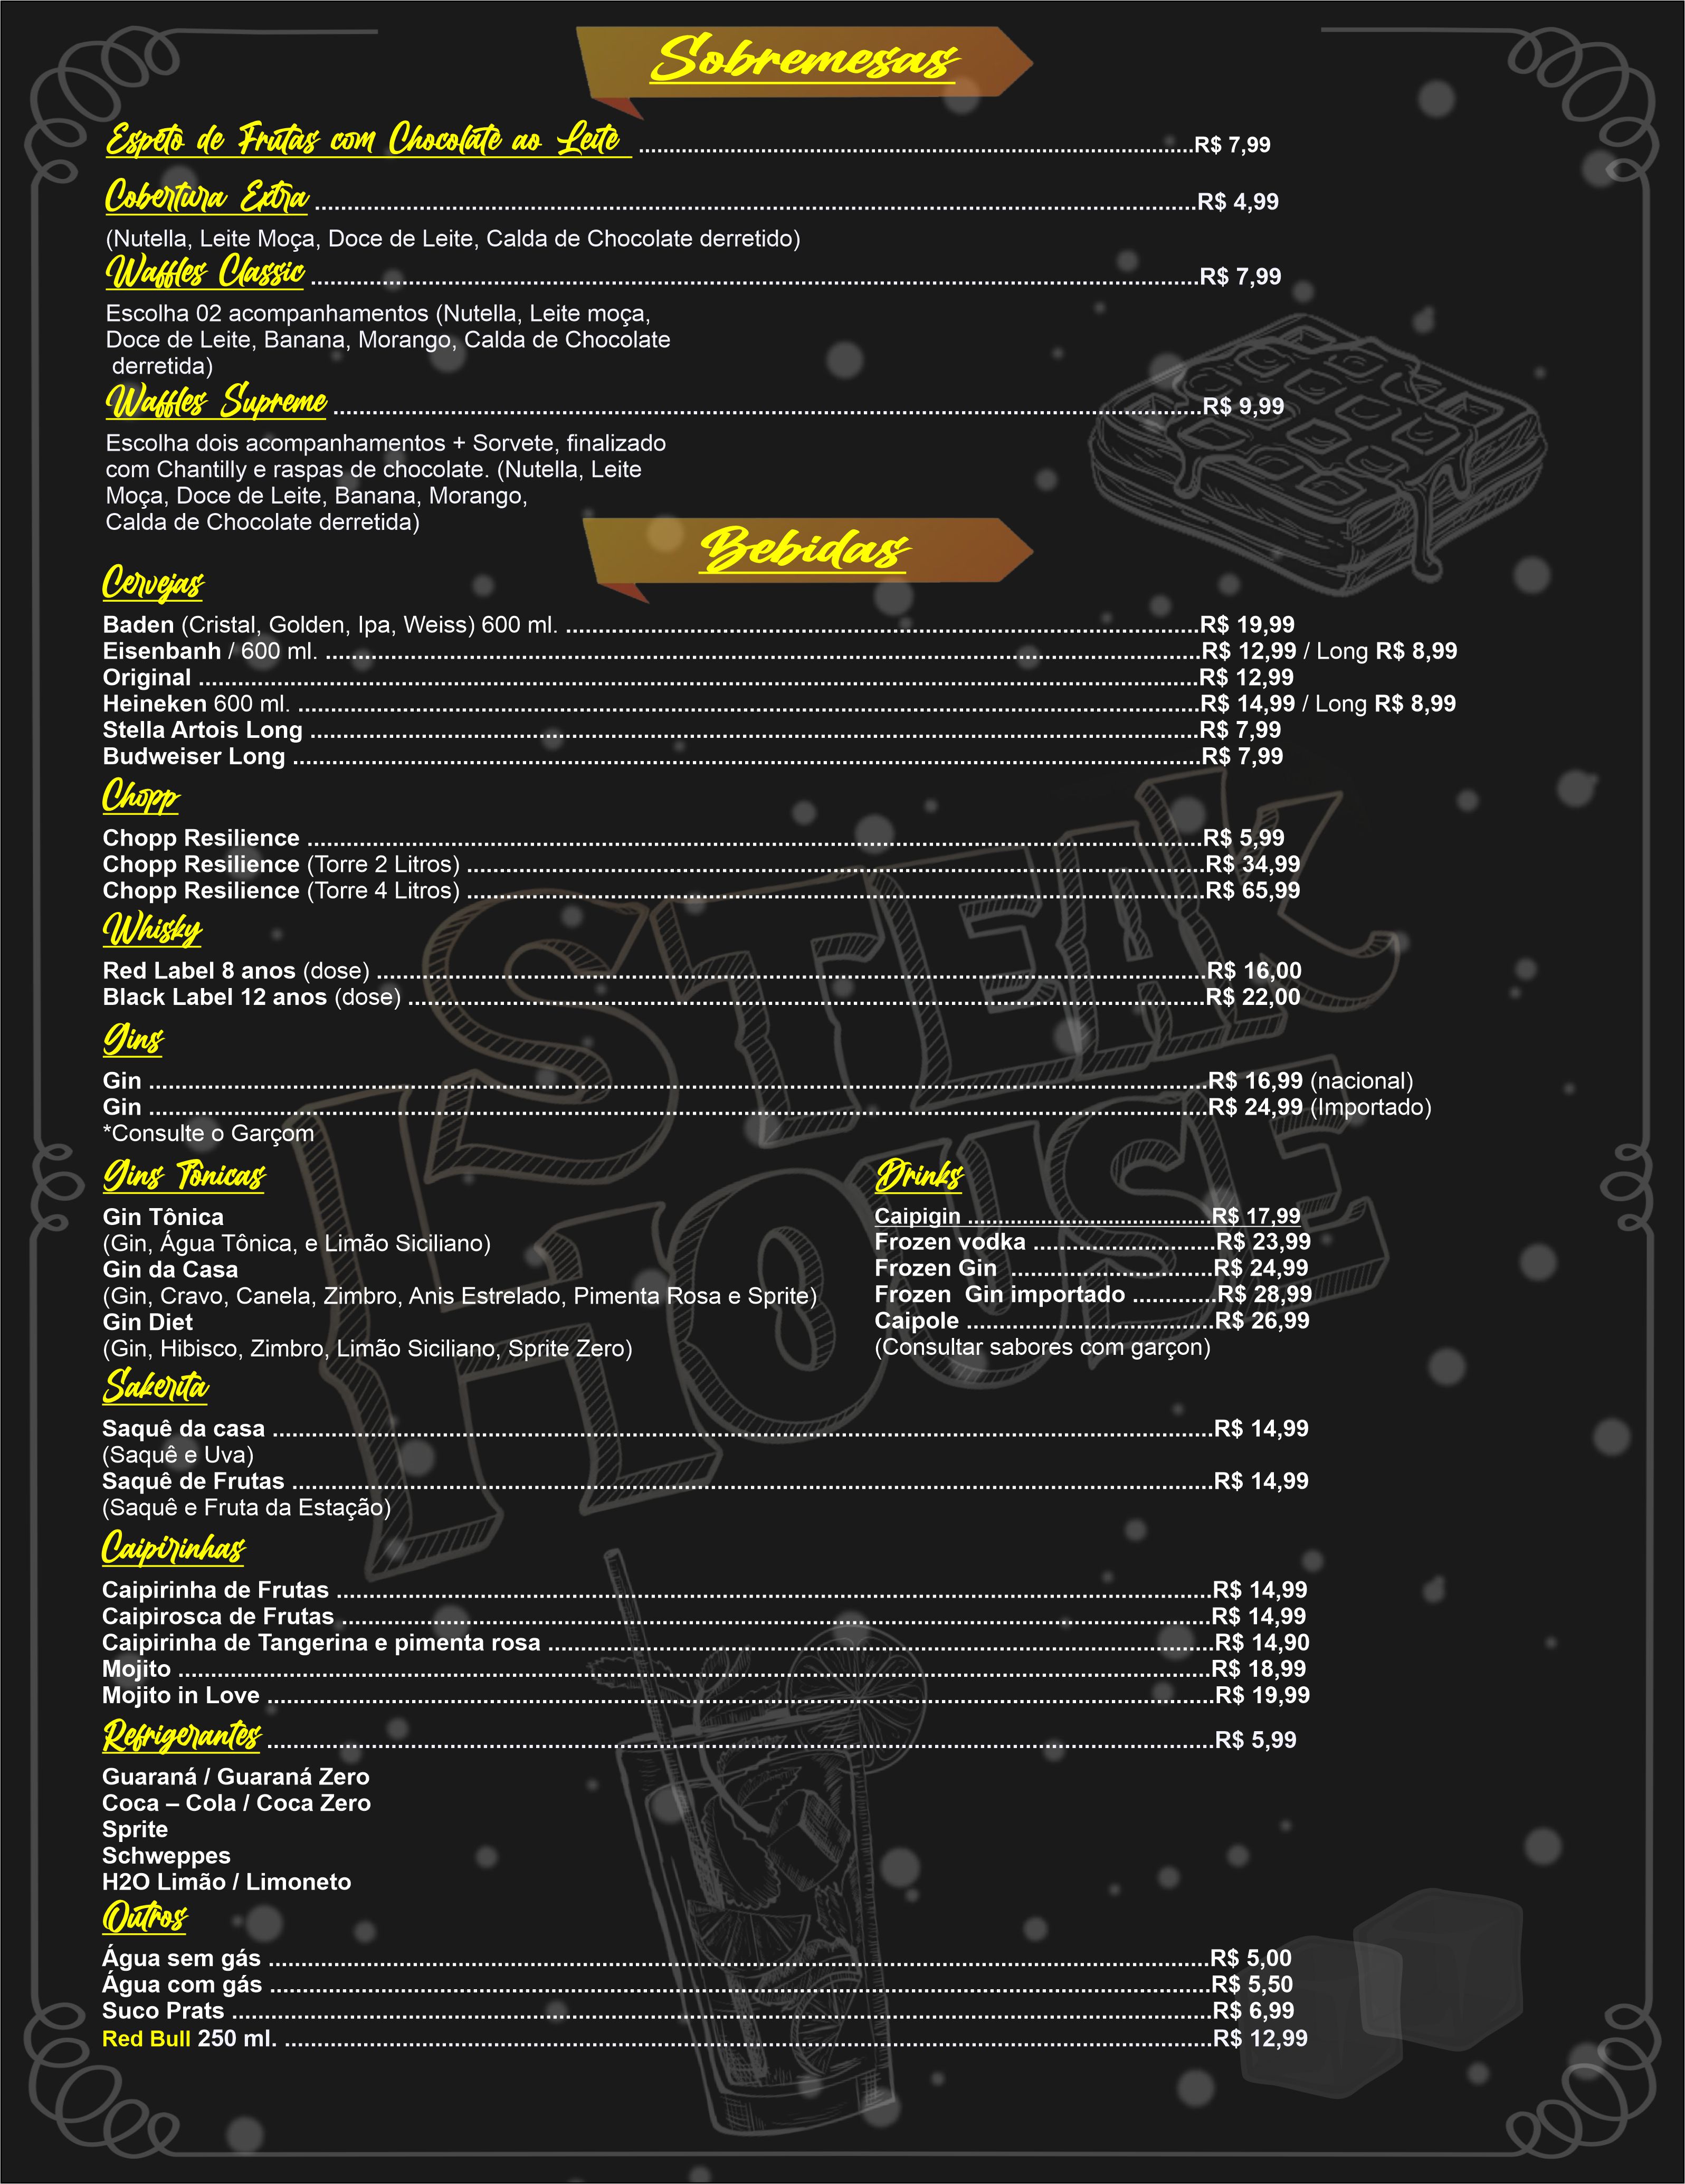 Sobremesas
Espeto de Frutas com Chocolate ao Leite ........................................R$ 7,99
Cobertura Extra ........................................R$ 4,99
(Nutella, Leite Moça, Doce de Leite, Calda de Chocolate derretido)
Waffles Classic ........................................R$ 7,99
Escolha 02 acompanhamentos (Nutella, Leite moça,
Doce de Leite, Banana, Morango, Calda de Chocolate
derretida)
Waffles Supreme ........................................R$ 9,99
Escolha dois acompanhamentos + Sorvete, finalizado
com Chantilly e raspas de chocolate. (Nutella, Leite
Moça, Doce de Leite, Banana, Morango,
Calda de Chocolate derretida)
Bebidas
Cervejas
Baden (Cristal, Golden, Ipa, Weiss) 600 ml. ........................................R$ 19,99
Eisenbanh / 600 ml. ........................................R$ 12,99 / Long R$ 8,99
Original ........................................R$ 12,99
Heineken 600 ml. ........................................R$ 14,99 / Long R$ 8,99
Stella Artois Long ........................................R$ 7,99
Budweiser Long ........................................R$ 7,99
Chopp
Chopp Resilience ........................................R$ 5,99
Chopp Resilience (Torre 2 Litros) ........................................R$ 34,99
Chopp Resilience (Torre 4 Litros) ........................................R$ 65,99
Whisky
Red Label 8 anos (dose) ........................................R$ 16,00
Black Label 12 anos (dose) ........................................R$ 22,00
Gins
Gin ........................................R$ 16,99 (nacional)
Gin ........................................R$ 24,99 (Importado)
*Consulte o Garçom
STEAK
HOUSE
Gins Tônicas
Gin Tônica
(Gin, Água Tônica, e Limão Siciliano)
Gin da Casa
(Gin, Cravo, Canela, Zimbro, Anis Estrelado, Pimenta Rosa e Sprite)
Gin Diet
(Gin, Hibisco, Zimbro, Limão Siciliano, Sprite Zero)
Drinks
Caipigin ........................................R$ 17,99
Frozen vodka ............................R$ 23,99
Frozen Gin ...............................R$ 24,99
Frozen Gin importado .............R$ 28,99
Caipole ......................................R$ 26,99
(Consultar sabores com garçon)
Sakerita
Saquê da casa ........................................R$ 14,99
(Saquê e Uva)
Saquê de Frutas ........................................R$ 14,99
(Saquê e Fruta da Estação)
Caipirinhas
Caipirinha de Frutas ........................................R$ 14,99
Caipirosca de Frutas ........................................R$ 14,99
Caipirinha de Tangerina e pimenta rosa ........................................R$ 14,90
Mojito ........................................R$ 18,99
Mojito in Love ........................................R$ 19,99
Refrigerantes ........................................R$ 5,99
Guaraná / Guaraná Zero
Coca – Cola / Coca Zero
Sprite
Schweppes
H2O Limão / Limoneto
Outros
Água sem gás ........................................R$ 5,00
Água com gás ........................................R$ 5,50
Suco Prats ........................................R$ 6,99
Red Bull 250 ml. ........................................R$ 12,99